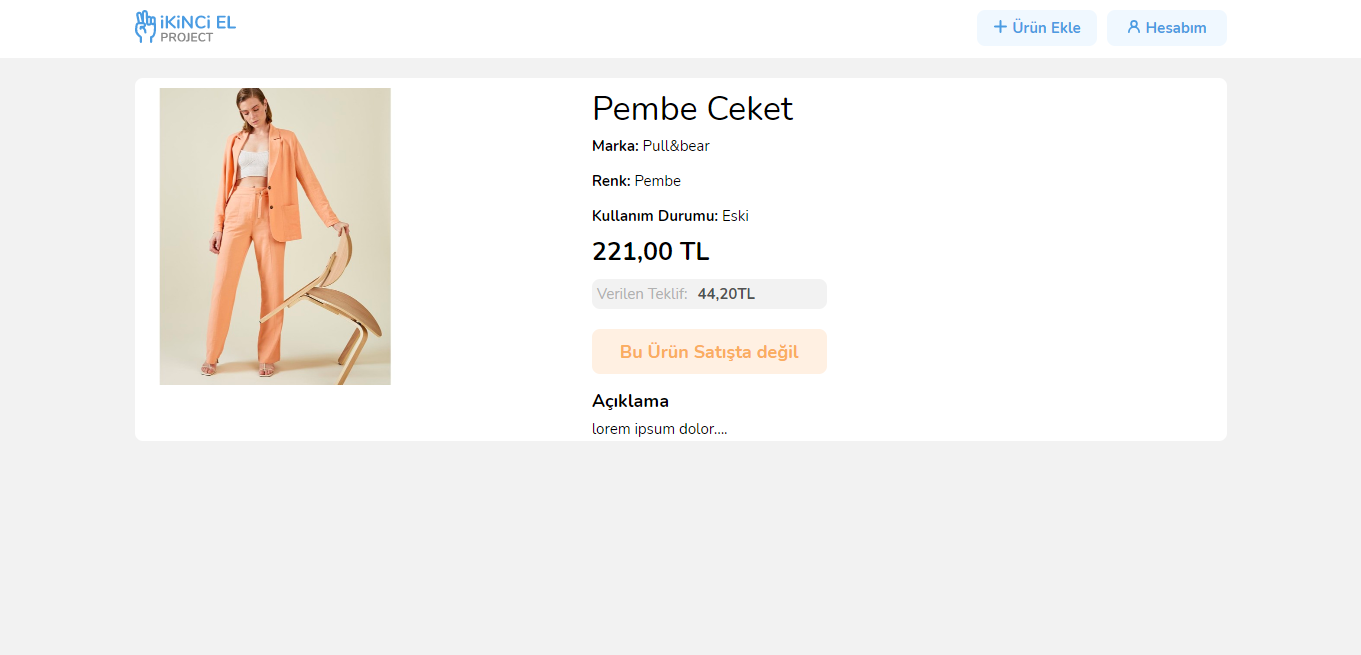 iKiNCi EL
PROJECT
Ürün Ekle
Hesabım
Pembe Ceket
Marka: Pull&bear
Renk: Pembe
Kullanım Durumu: Eski
221,00 TL
Verilen Teklif: 44,20TL
Bu Ürün Satışta değil
Açıklama
lorem ipsum dolor....